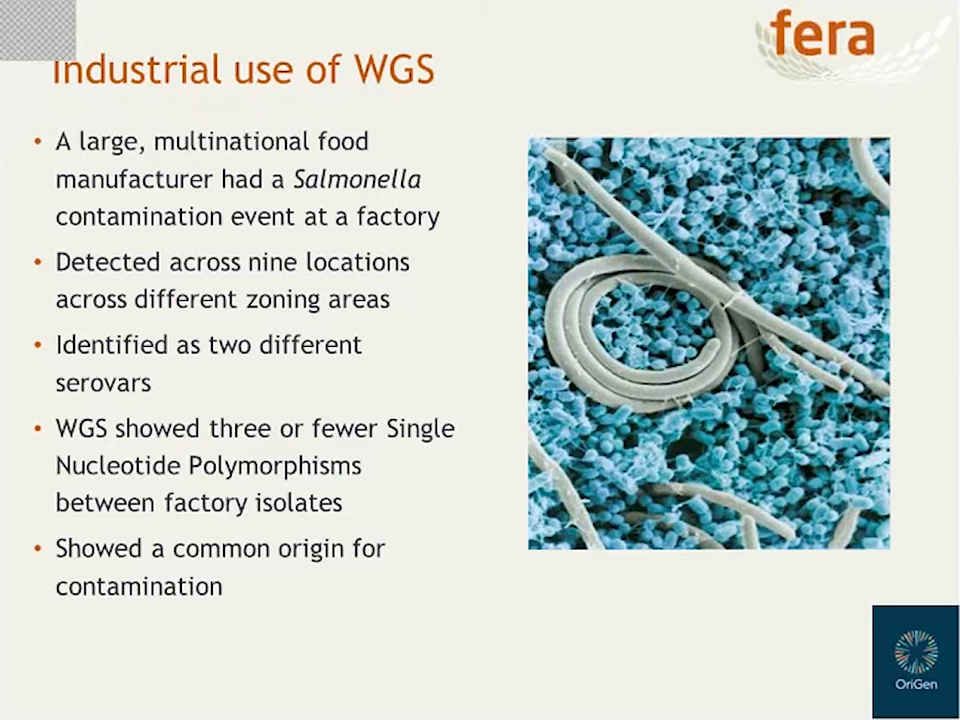 fera
Industrial use of WGS
• A large, multinational food
manufacturer had a Salmonella
contamination event at a factory
• Detected across nine locations
across different zoning areas
• Identified as two different
serovars
• WGS showed three or fewer Single
Nucleotide Polymorphisms
between factory isolates
• Showed a common origin for
contamination
OriGen